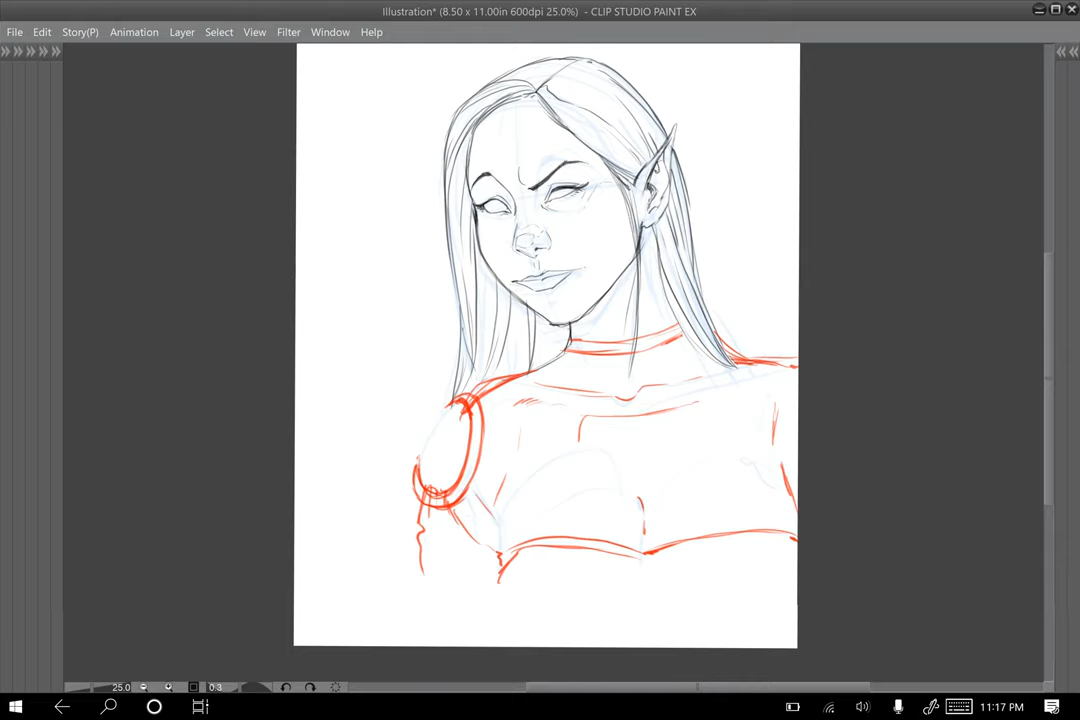 Illustration* (8.50 x 11.00in 600dpi 25.0%) - CLIP STUDIO PAINT EX
File Edit Story(P) Animation Layer Select View Filter Window Help
25.0 0.3
11:17 PM